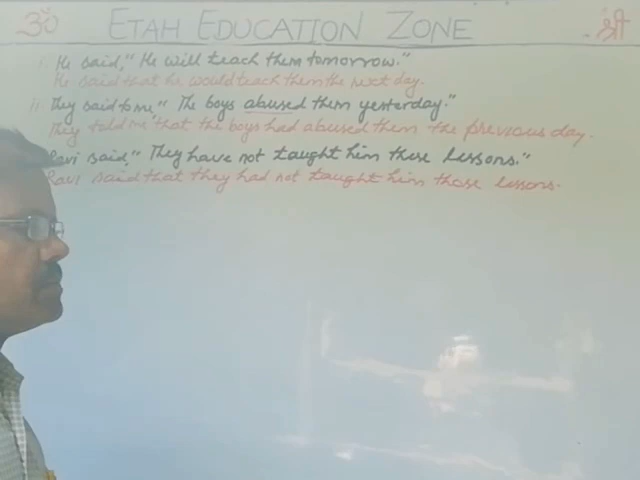 ॐ ETAH EDUCATION ZONE श्री
i. He said, "He will teach them tomorrow."
He said that he would teach them the next day.
ii. They said to me "The boys abused them yesterday."
They told me that the boys had abused them the previous day.
Ravi said, "They have not taught him these lessons."
Ravi said that they had not taught him those lessons.